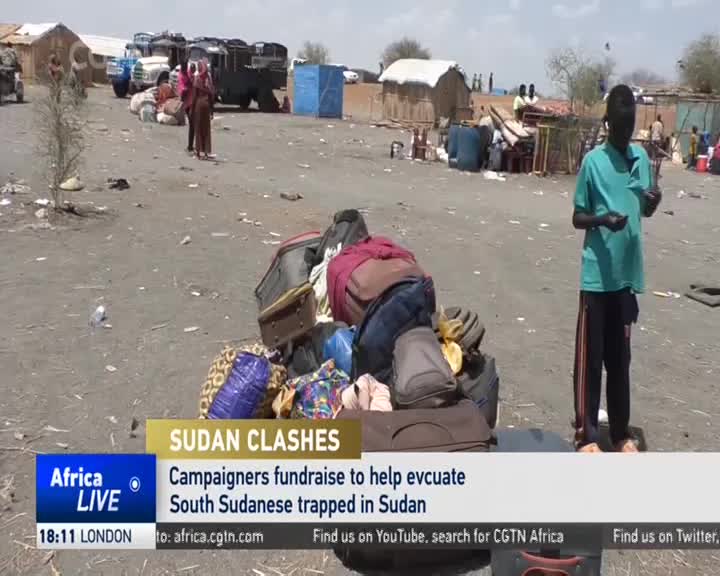 SUDAN CLASHES
Campaigners fundraise to help evcuate
South Sudanese trapped in Sudan
Africa
LIVE
18:11 LONDON
to: africa.cgtn.com Find us on YouTube, search for CGTN Africa Find us on Twitter,